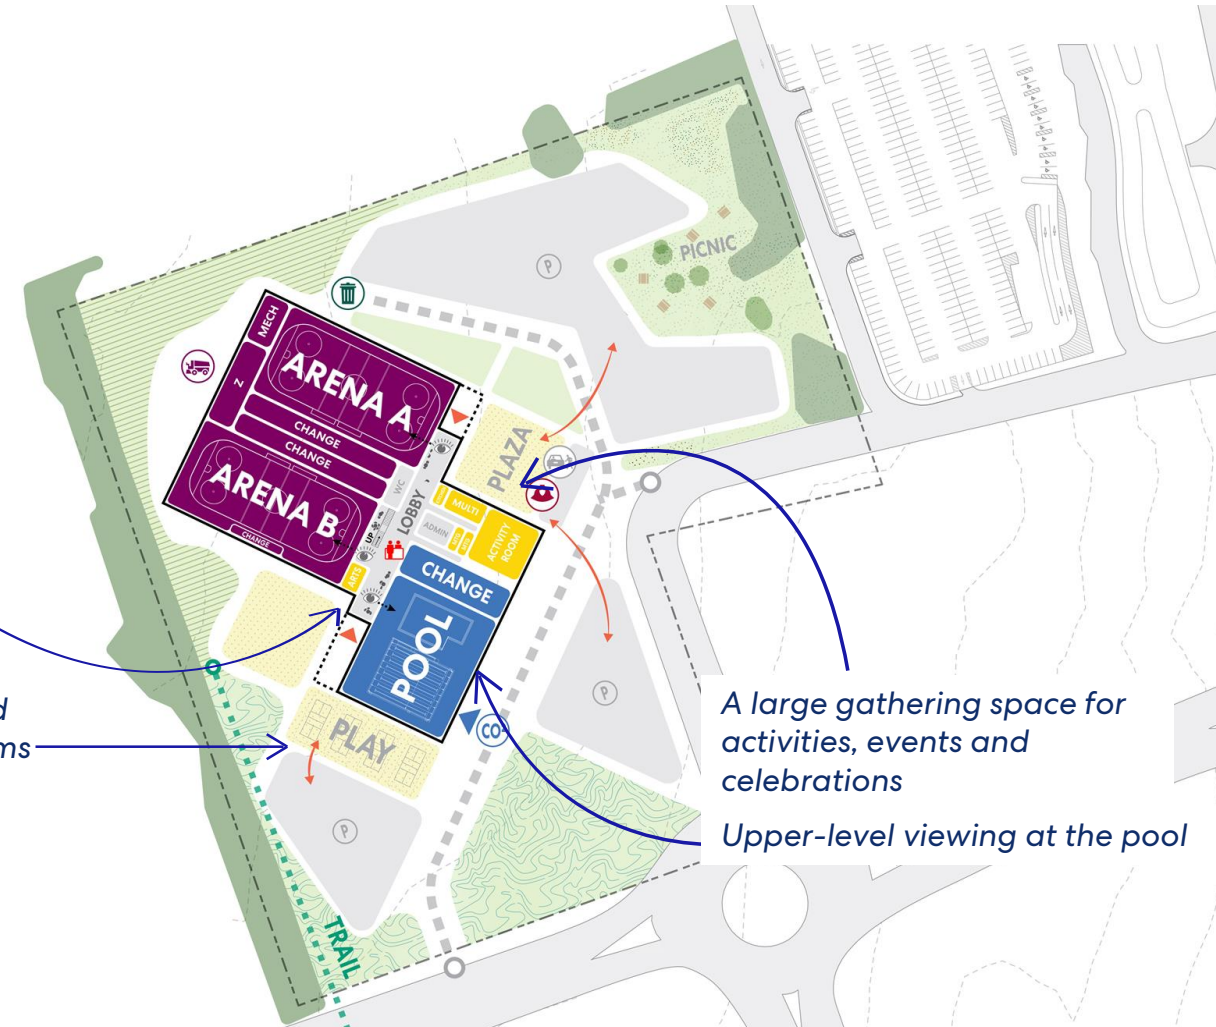 PICNIC
P
MECH
ARENA A
Z
CHANGE
CHANGE
PLAZA
ARENA B
WC
LOBBY
MULTI
ADMIN
ACTIVITY
ROOM
UP
CHANGE
ARTS
CHANGE
POOL
P
d
ms
PLAY
CO²
P
TRAIL
A large gathering space for
activities, events and
celebrations
Upper-level viewing at the pool